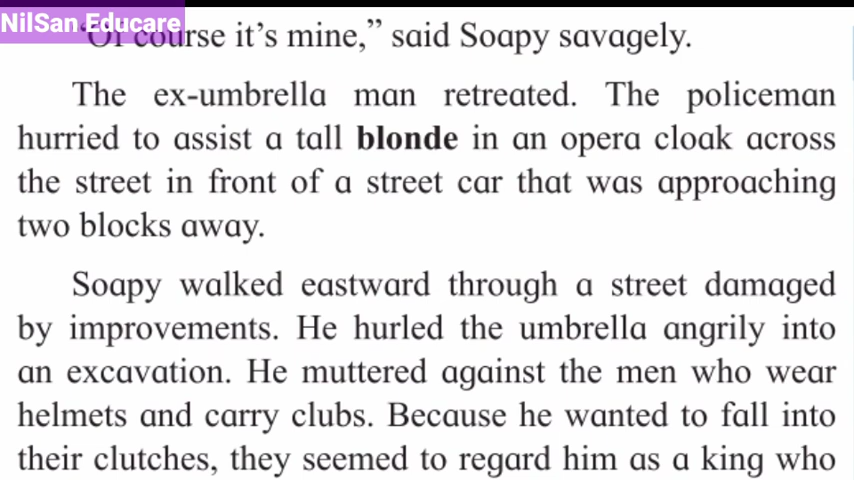 NilSan Educare
“Of course it’s mine,” said Soapy savagely.
The ex-umbrella man retreated. The policeman
hurried to assist a tall blonde in an opera cloak across
the street in front of a street car that was approaching
two blocks away.
Soapy walked eastward through a street damaged
by improvements. He hurled the umbrella angrily into
an excavation. He muttered against the men who wear
helmets and carry clubs. Because he wanted to fall into
their clutches, they seemed to regard him as a king who